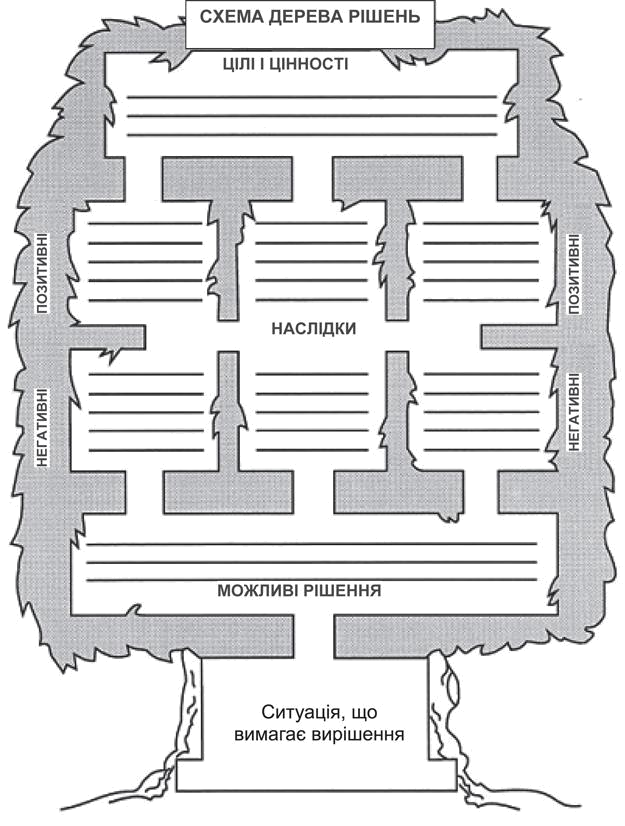 СХЕМА ДЕРЕВА РІШЕНЬ
ЦІЛІ І ЦІННОСТІ
ПОЗИТИВНІ
ПОЗИТИВНІ
НАСЛІДКИ
НЕГАТИВНІ
НЕГАТИВНІ
МОЖЛИВІ РІШЕННЯ
Ситуація, що
вимагає вирішення